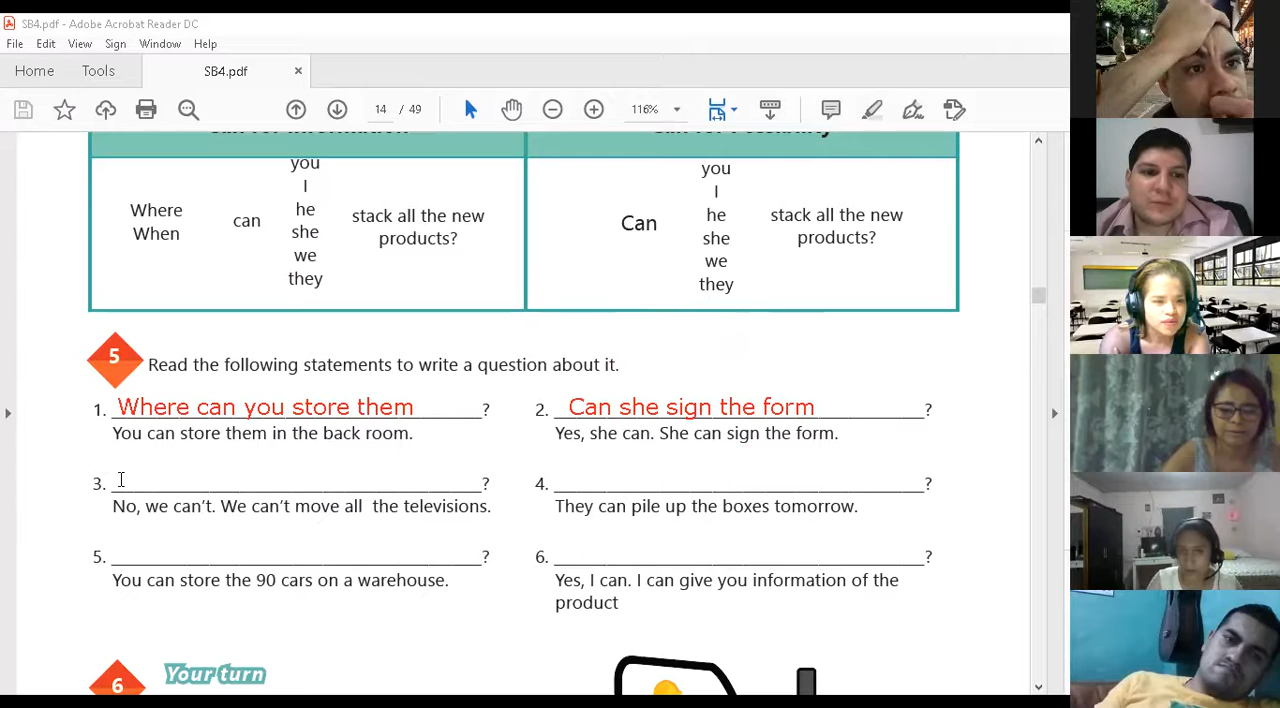 SB4.pdf - Adobe Acrobat Reader DC
File Edit View Sign Window Help
Home Tools SB4.pdf ×
14 / 49 116%
you
I
he
she
we
they
Where
When
can
stack all the new
products?
Can
you
I
he
she
we
they
stack all the new
products?
5 Read the following statements to write a question about it.
1. Where can you store them ?
You can store them in the back room.
2. Can she sign the form ?
Yes, she can. She can sign the form.
3. ?
No, we can't. We can't move all the televisions.
4. ?
They can pile up the boxes tomorrow.
5. ?
You can store the 90 cars on a warehouse.
6. ?
Yes, I can. I can give you information of the
product
6 Your turn